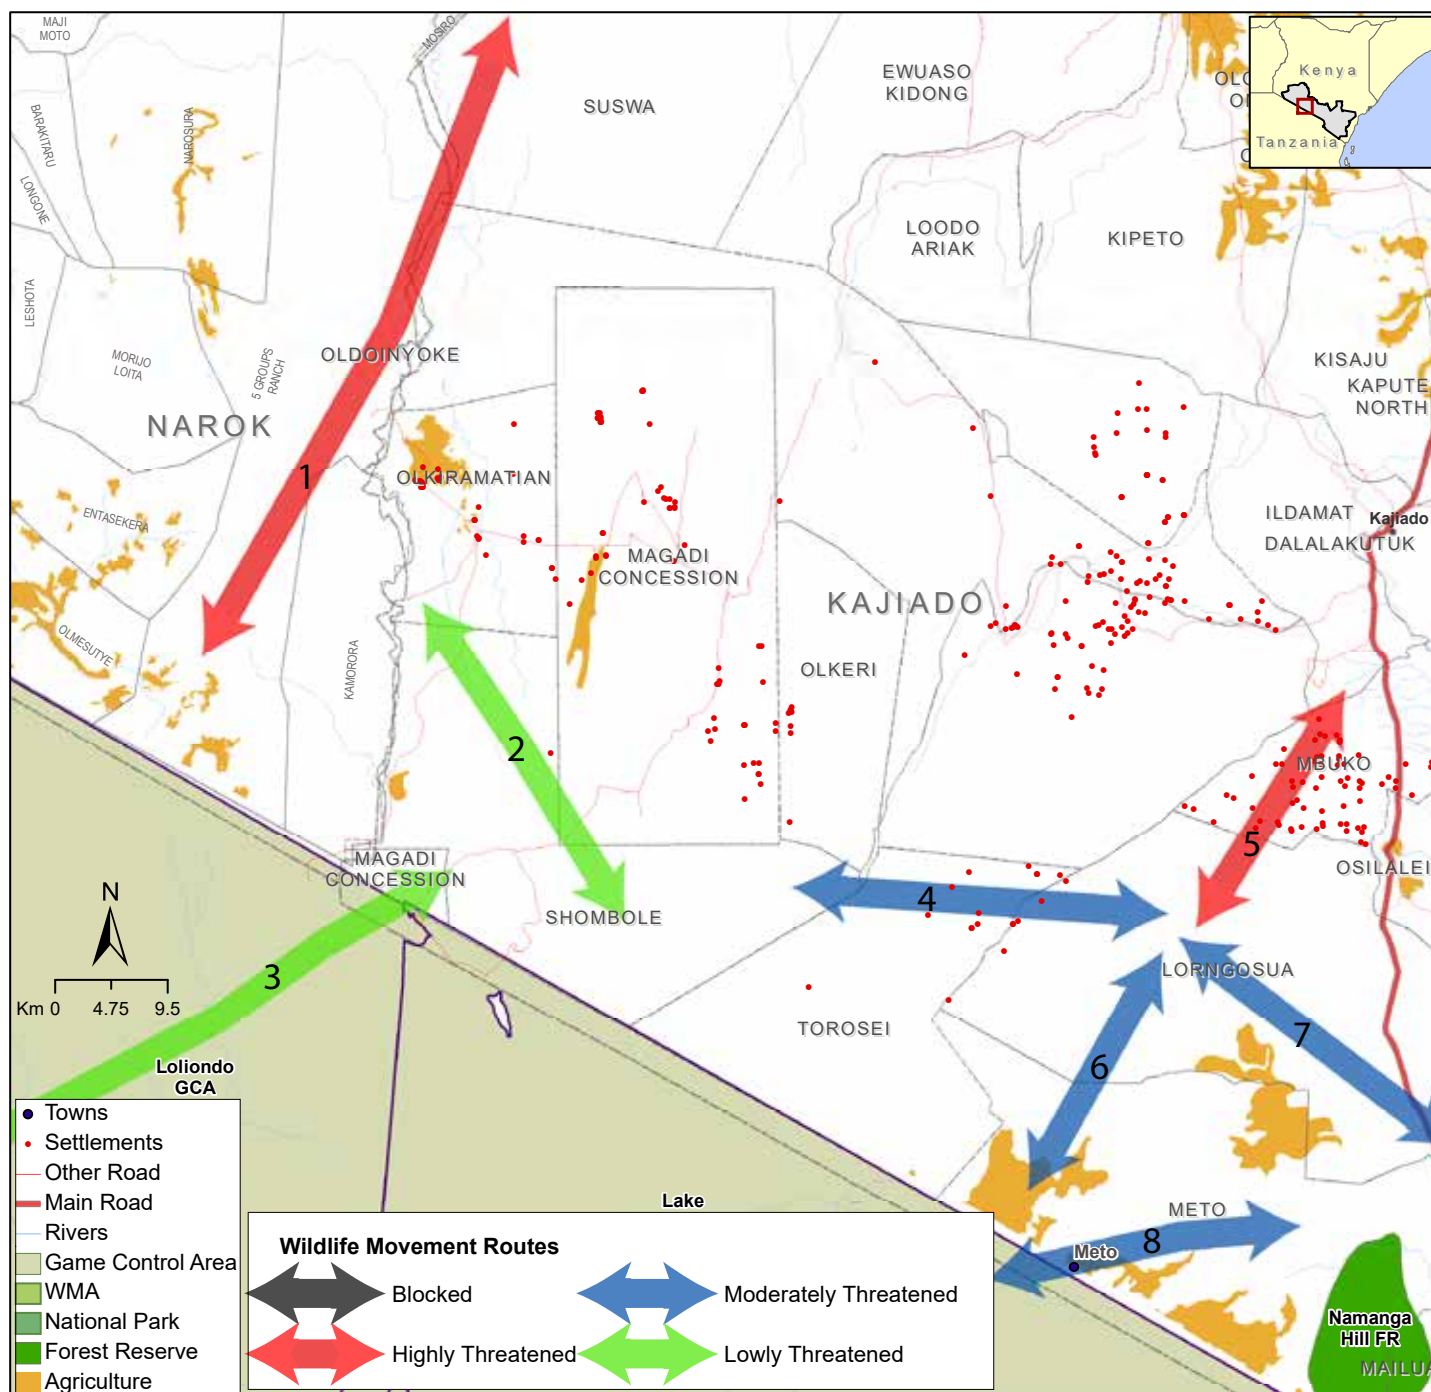 MAJI
MOTO
MOSIRO
SUSWA
EWUASO
KIDONG
Kenya
Tanzania
BARAKITARU
NAROSURA
LONGONE
LOODO
ARIAK
KIPETO
LESHOTA
MORIJO
LOITA
5 GROUPS
RANCH
OLDOINYOKE
KISAJU
KAPUTE
NORTH
NAROK
1
OLKIRAMATIAN
ENTASEKERA
ILDAMAT
Kajiado
DALALAKUTUK
MAGADI
CONCESSION
KAJIADO
OLMESUTYE
KAMORORA
OLKERI
2
MBUKO
5
MAGADI
CONCESSION
OSILALEI
N
4
SHOMBOLE
3
LORNGOSUA
Km 0 4.75 9.5
TOROSEI
7
6
Loliondo
GCA
Towns
Settlements
Other Road
Main Road
Rivers
Game Control Area
WMA
National Park
Forest Reserve
Agriculture
Lake
METO
8
Meto
Wildlife Movement Routes
Blocked
Moderately Threatened
Highly Threatened
Lowly Threatened
Namanga
Hill FR
MAILUA